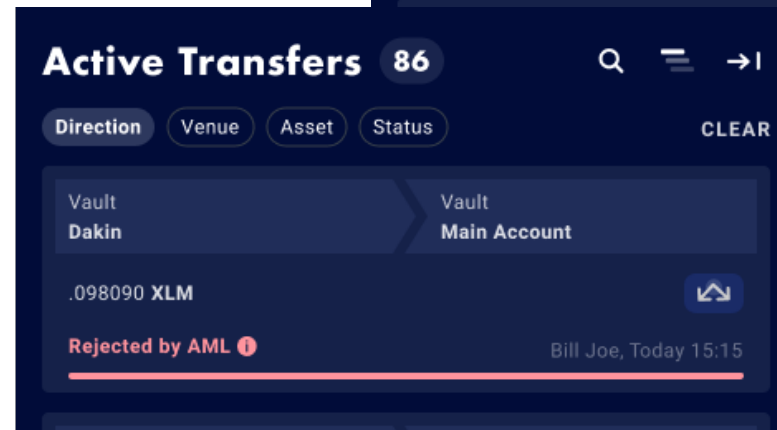 Active Transfers 86
Direction Venue Asset Status CLEAR
Vault Vault
Dakin Main Account
.098090 XLM
Rejected by AML
Bill Joe, Today 15:15